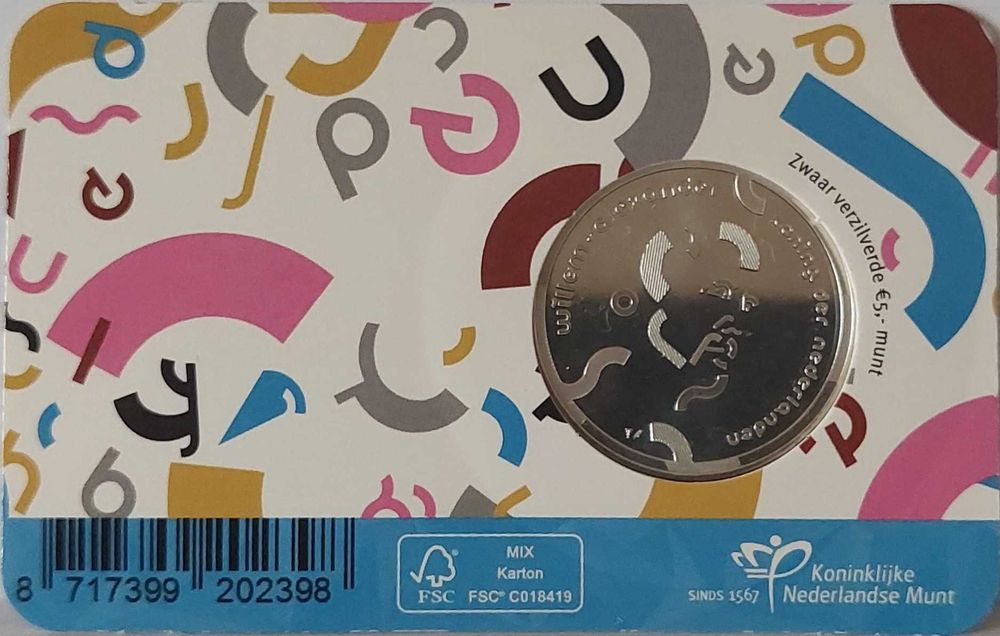 Zwaar verzilverde €5,- munt
willem-alexander koning der nederlanden
8 717399 202398
MIX
Karton
FSC FSC® C018419
SINDS 1567
Koninklijke
Nederlandse Munt